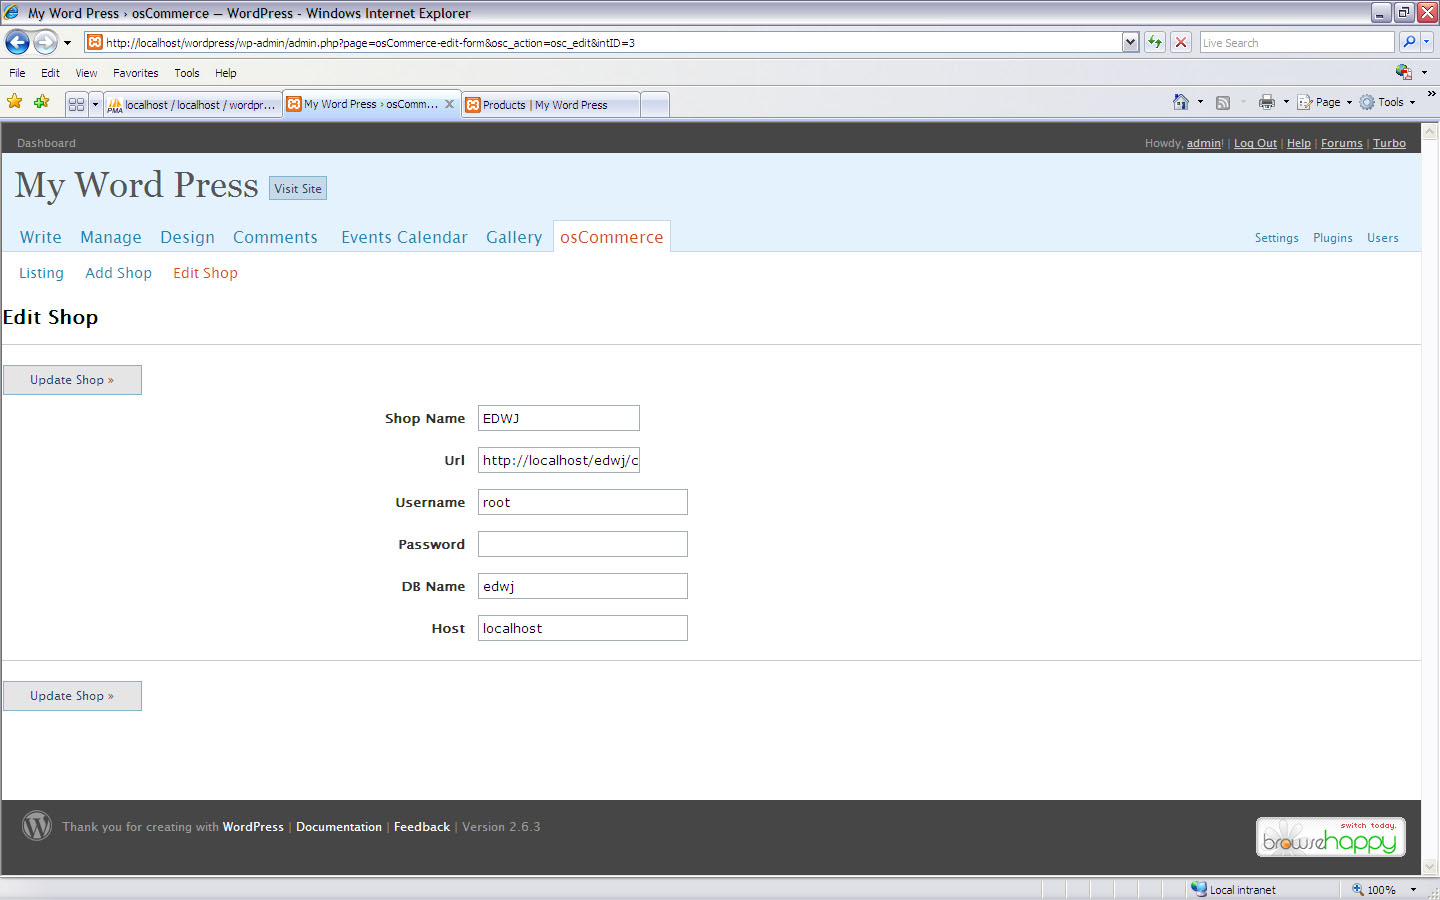 My Word Press › osCommerce — WordPress - Windows Internet Explorer
http://localhost/wordpress/wp-admin/admin.php?page=osCommerce-edit-form&osc_action=osc_edit&intID=3
Live Search
File Edit View Favorites Tools Help
PMA localhost / localhost / wordpr... My Word Press › osComm... Products | My Word Press Page Tools »
Dashboard Howdy, admin! | Log Out | Help | Forums | Turbo
My Word Press Visit Site
Write Manage Design Comments Events Calendar Gallery osCommerce Settings Plugins Users
Listing Add Shop Edit Shop
Edit Shop
Update Shop »
Shop Name EDWJ
Url http://localhost/edwj/c
Username root
Password
DB Name edwj
Host localhost
Update Shop »
Thank you for creating with WordPress | Documentation | Feedback | Version 2.6.3
switch today.
browsehappy
Local intranet 100%